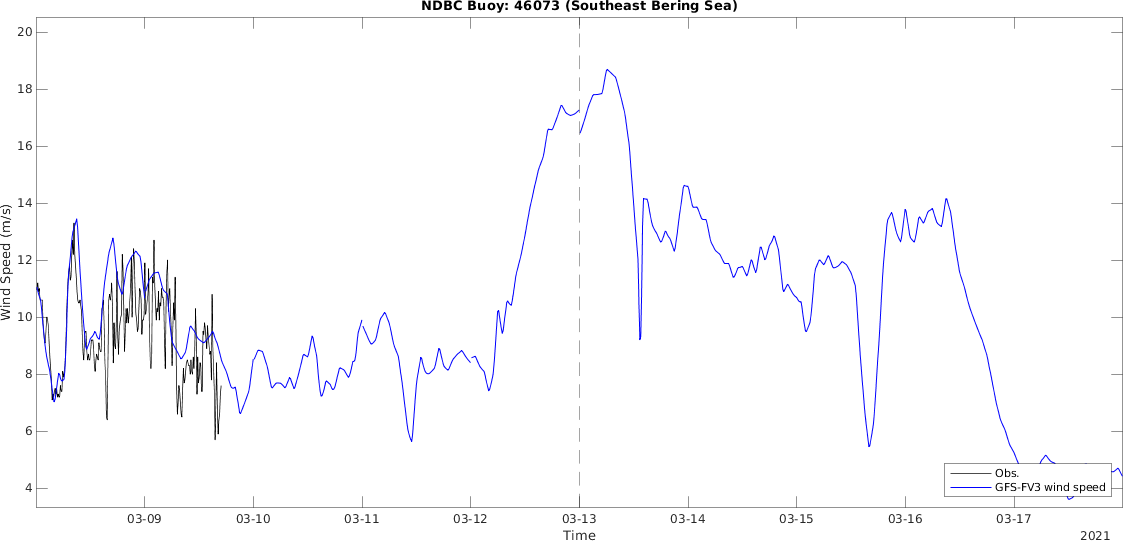 NDBC Buoy: 46073 (Southeast Bering Sea)
20
18
16
14
12
10
8
6
4
Wind Speed (m/s)
Obs.
GFS-FV3 wind speed
03-09 03-10 03-11 03-12 03-13 03-14 03-15 03-16 03-17
Time
2021